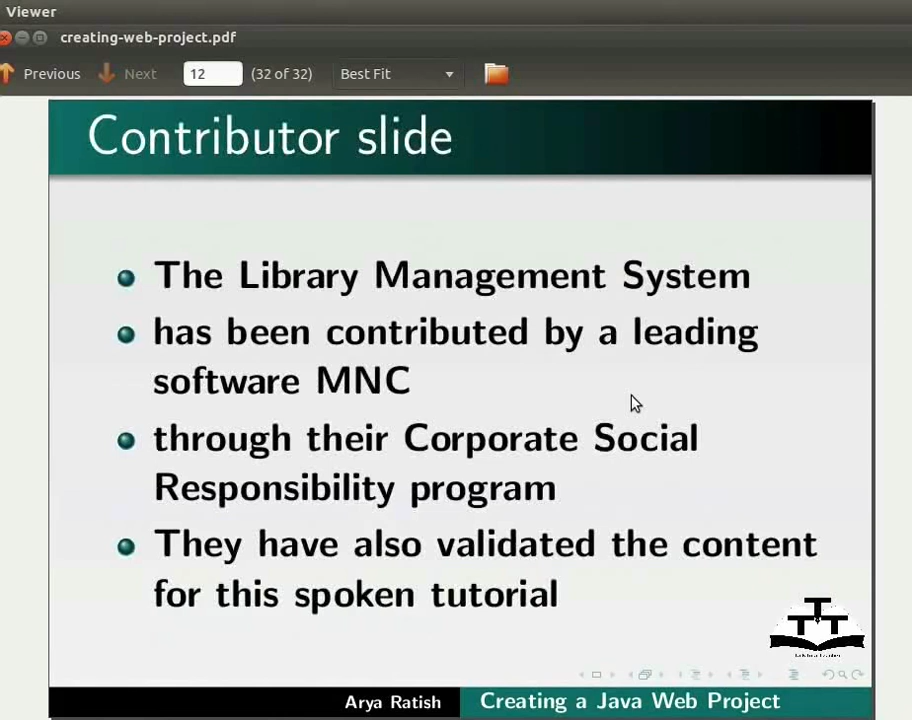 Viewer
creating-web-project.pdf
Previous Next 12 (32 of 32) Best Fit
Contributor slide
The Library Management System
has been contributed by a leading
software MNC
through their Corporate Social
Responsibility program
They have also validated the content
for this spoken tutorial
TTT
Arya Ratish Creating a Java Web Project